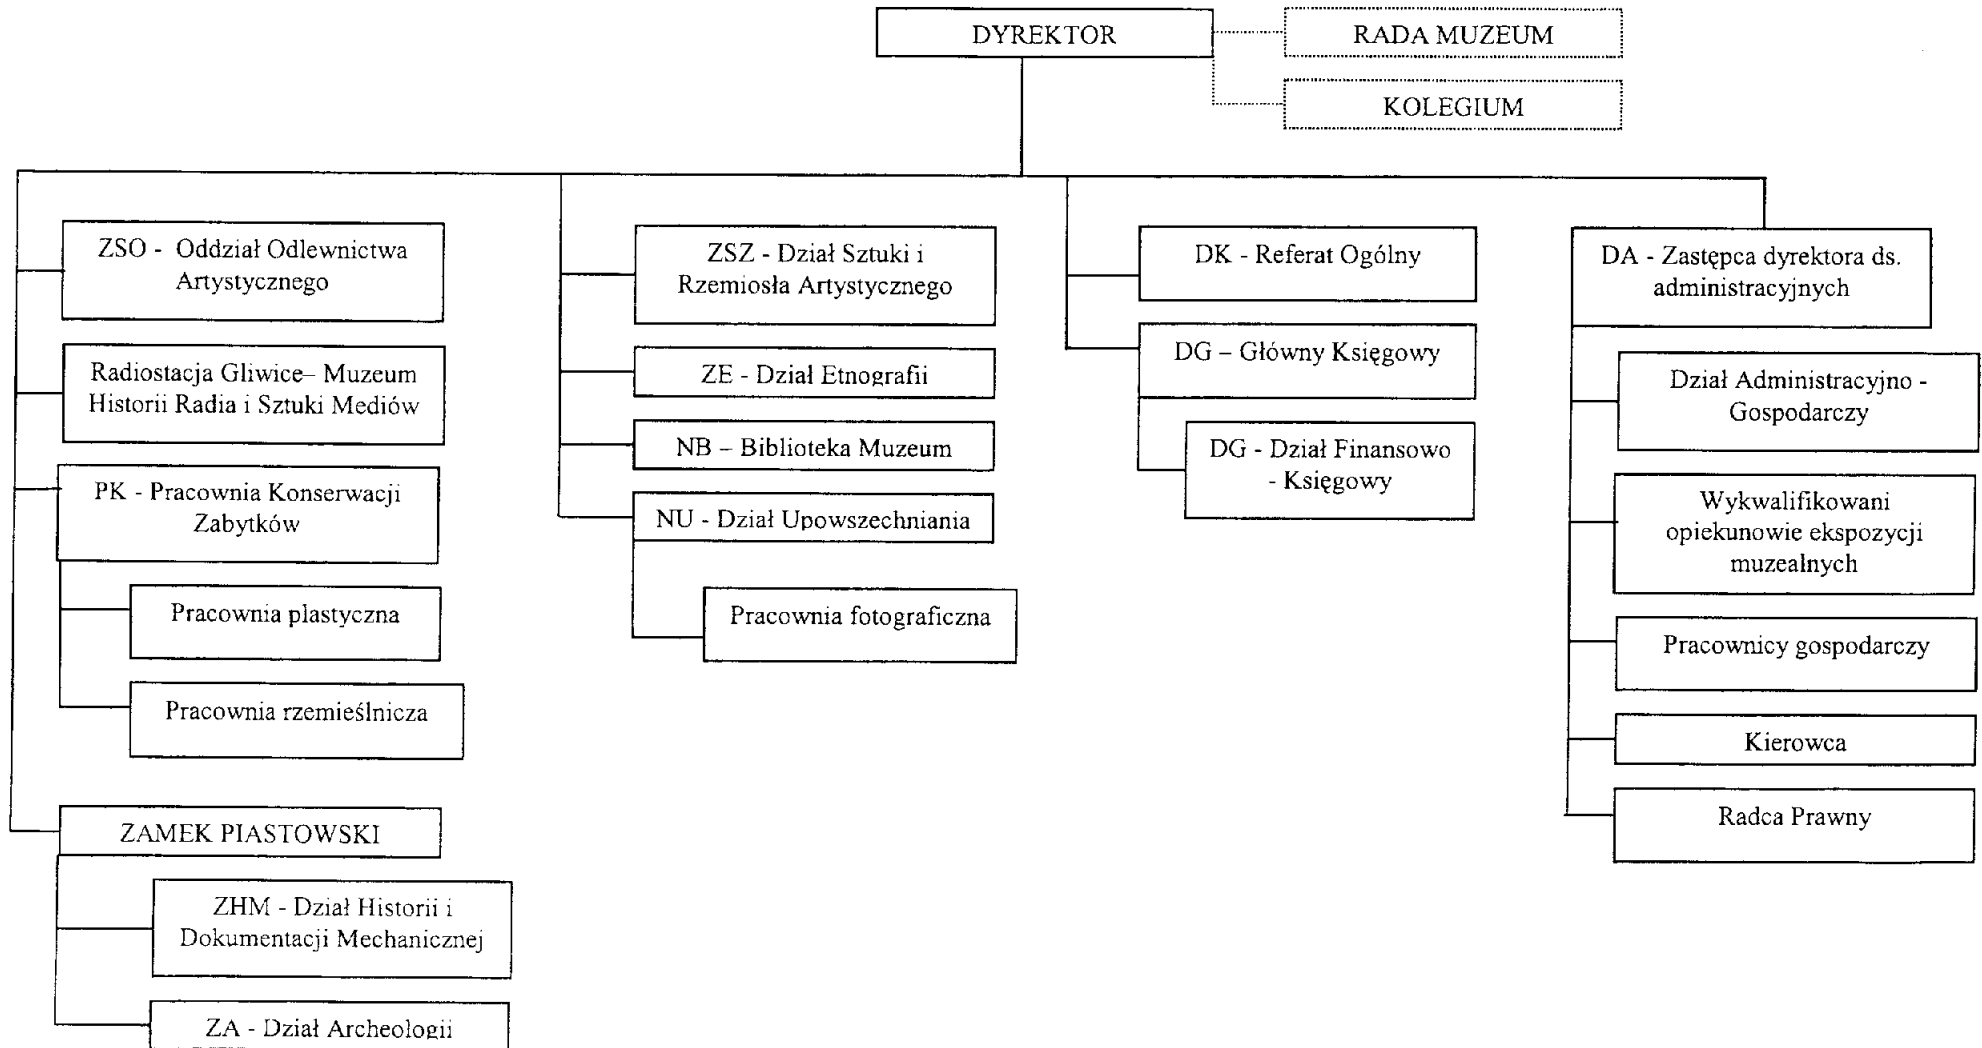 DYREKTOR
RADA MUZEUM
KOLEGIUM
ZSO - Oddział Odlewnictwa
Artystycznego
Radiostacja Gliwice– Muzeum
Historii Radia i Sztuki Mediów
PK - Pracownia Konserwacji
Zabytków
Pracownia plastyczna
Pracownia rzemieślnicza
ZAMEK PIASTOWSKI
ZHM - Dział Historii i
Dokumentacji Mechanicznej
ZA - Dział Archeologii
ZSZ - Dział Sztuki i
Rzemiosła Artystycznego
ZE - Dział Etnografii
NB – Biblioteka Muzeum
NU - Dział Upowszechniania
Pracownia fotograficzna
DK - Referat Ogólny
DG – Główny Księgowy
DG - Dział Finansowo
- Księgowy
DA - Zastępca dyrektora ds.
administracyjnych
Dział Administracyjno -
Gospodarczy
Wykwalifikowani
opiekunowie ekspozycji
muzealnych
Pracownicy gospodarczy
Kierowca
Radca Prawny